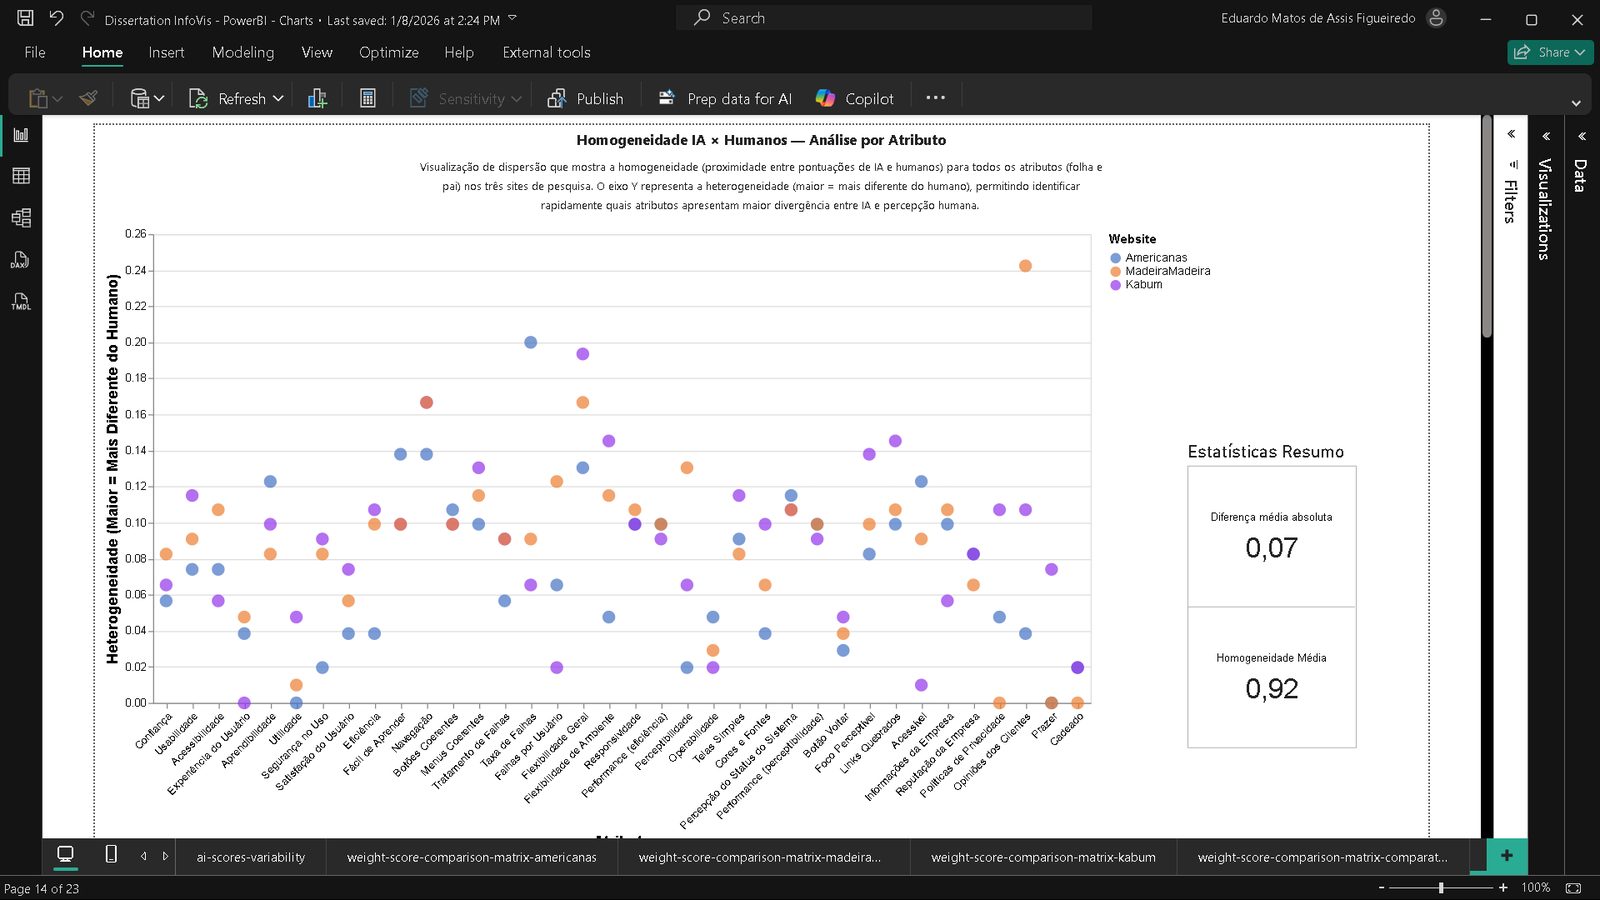 Dissertation InfoVis - PowerBI - Charts • Last saved: 1/8/2026 at 2:24 PM
Search
Eduardo Matos de Assis Figueiredo
File
Home
Insert
Modeling
View
Optimize
Help
External tools
Share
Refresh
Sensitivity
Publish
Prep data for AI
Copilot
Homogeneidade IA × Humanos — Análise por Atributo
Visualização de dispersão que mostra a homogeneidade (proximidade entre pontuações de IA e humanos) para todos os atributos (folha e
pai) nos três sites de pesquisa. O eixo Y representa a heterogeneidade (maior = mais diferente do humano), permitindo identificar
rapidamente quais atributos apresentam maior divergência entre IA e percepção humana.
Heterogeneidade (Maior = Mais Diferente do Humano)
0.26
0.24
0.22
0.20
0.18
0.16
0.14
0.12
0.10
0.08
0.06
0.04
0.02
0.00
Confiança
Usabilidade
Acessibilidade
Experiência do Usuário
Aprendibilidade
Utilidade
Segurança no Uso
Satisfação do Usuário
Eficiência
Fácil de Aprender
Navegação
Botões Coerentes
Menus Coerentes
Tratamento de Falhas
Taxa de Falhas
Falhas por Usuário
Flexibilidade Geral
Flexibilidade de Ambiente
Responsividade
Performance (eficiência)
Perceptibilidade
Operabilidade
Telas Simples
Cores e Fontes
Percepção do Status do Sistema
Performance (perceptibilidade)
Botão Voltar
Foco Perceptível
Links Quebrados
Acessível
Informações da Empresa
Reputação da Empresa
Políticas de Privacidade
Opiniões dos Clientes
Prazer
Cadeado
Website
Americanas
MadeiraMadeira
Kabum
Estatísticas Resumo
Diferença média absoluta
0,07
Homogeneidade Média
0,92
Filters
Visualizations
Data
DAX
TMDL
ai-scores-variability
weight-score-comparison-matrix-americanas
weight-score-comparison-matrix-madeira...
weight-score-comparison-matrix-kabum
weight-score-comparison-matrix-comparat...
Page 14 of 23
100%